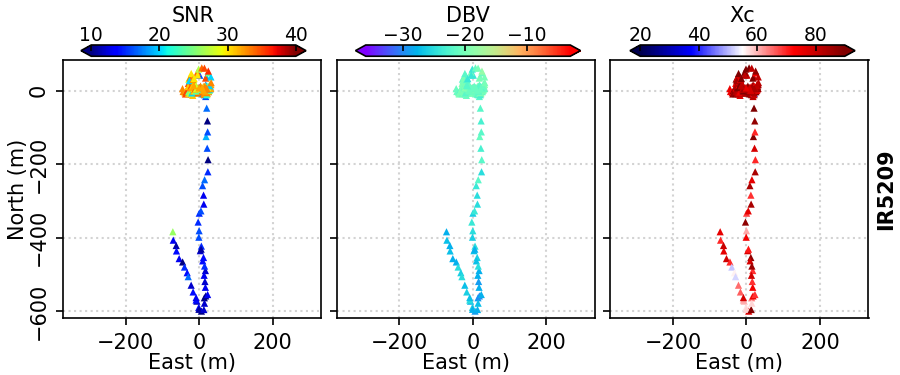 SNR DBV Xc
10 20 30 40 −30 −20 −10 20 40 60 80
0
−200
−400
−600
North (m)
IR5209
−200 0 200 −200 0 200 −200 0 200
East (m) East (m) East (m)